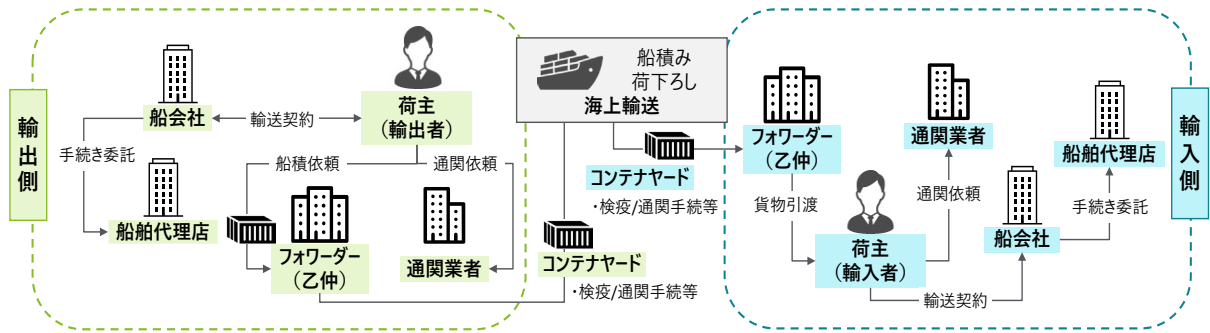 輸出側
船会社
輸送契約
荷主
（輸出者）
手続き委託
船舶代理店
船積依頼
通関依頼
フォワーダー
（乙仲）
通関業者
船積み
荷下ろし
海上輸送
コンテナヤード
・検疫/通関手続等
コンテナヤード
・検疫/通関手続等
フォワーダー
（乙仲）
貨物引渡
荷主
（輸入者）
通関業者
通関依頼
輸送契約
船会社
手続き委託
船舶代理店
輸入側